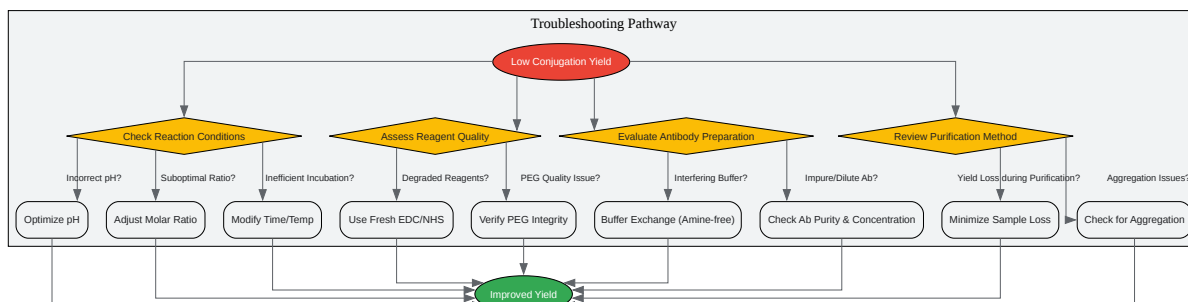 Troubleshooting Pathway
Low Conjugation Yield
Check Reaction Conditions
Assess Reagent Quality
Evaluate Antibody Preparation
Review Purification Method
Incorrect pH?
Suboptimal Ratio?
Inefficient Incubation?
Degraded Reagents?
PEG Quality Issue?
Interfering Buffer?
Impure/Dilute Ab?
Yield Loss during Purification?
Aggregation Issues?
Optimize pH
Adjust Molar Ratio
Modify Time/Temp
Use Fresh EDC/NHS
Verify PEG Integrity
Buffer Exchange (Amine-free)
Check Ab Purity & Concentration
Minimize Sample Loss
Check for Aggregation
Improved Yield